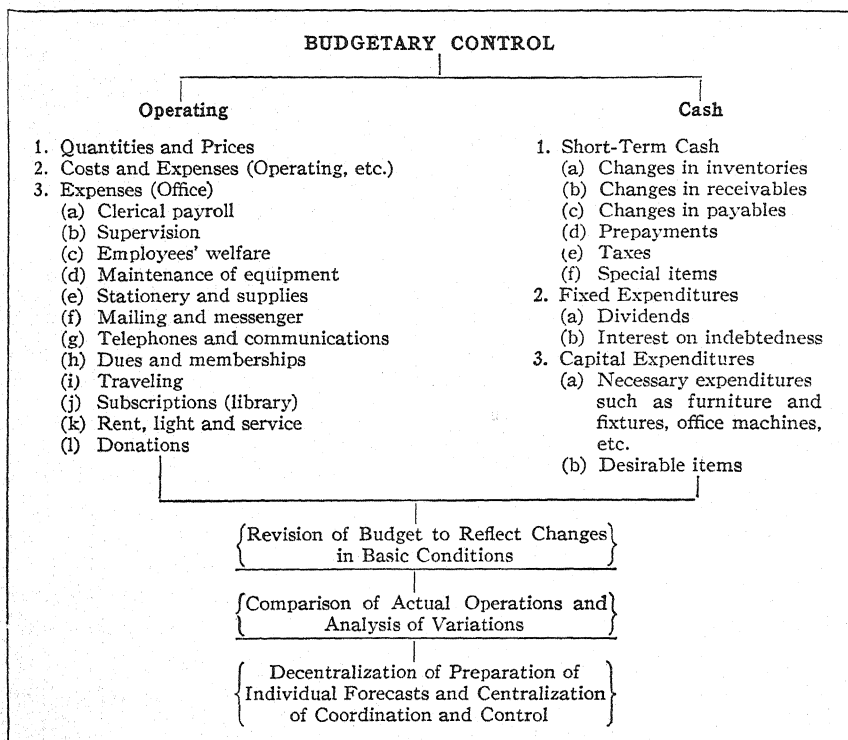 BUDGETARY CONTROL
Operating
1. Quantities and Prices
2. Costs and Expenses (Operating, etc.)
3. Expenses (Office)
(a) Clerical payroll
(b) Supervision
(c) Employees' welfare
(d) Maintenance of equipment
(e) Stationery and supplies
(f) Mailing and messenger
(g) Telephones and communications
(h) Dues and memberships
(i) Traveling
(j) Subscriptions (library)
(k) Rent, light and service
(l) Donations
Cash
1. Short-Term Cash
(a) Changes in inventories
(b) Changes in receivables
(c) Changes in payables
(d) Prepayments
(e) Taxes
(f) Special items
2. Fixed Expenditures
(a) Dividends
(b) Interest on indebtedness
3. Capital Expenditures
(a) Necessary expenditures
such as furniture and
fixtures, office machines,
etc.
(b) Desirable items
{Revision of Budget to Reflect Changes
in Basic Conditions}
{Comparison of Actual Operations and
Analysis of Variations}
{Decentralization of Preparation of
Individual Forecasts and Centralization
of Coordination and Control}